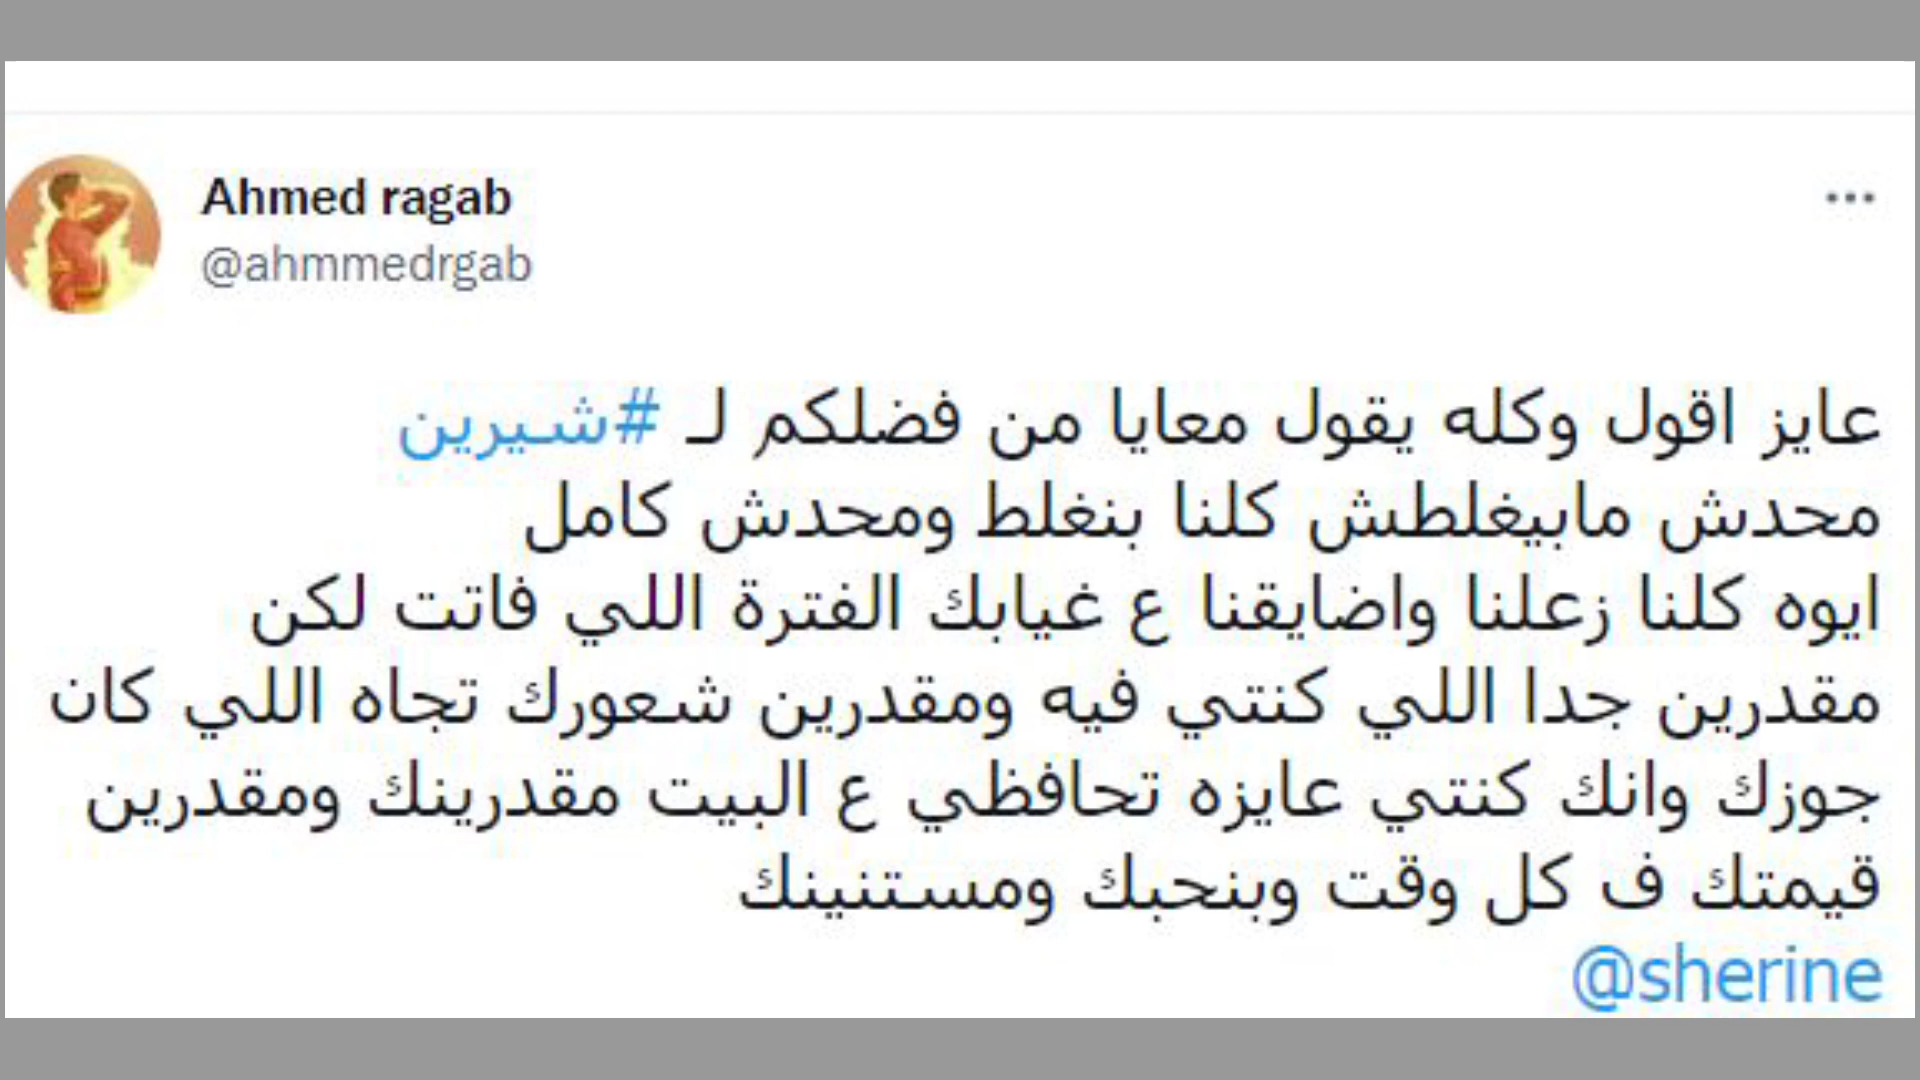 Ahmed ragab
@ahmmedrgab
عايز اقول وكله يقول معايا من فضلكم لـ #شيرين
محدش مابيغلطش كلنا بنغلط ومحدش كامل
ايوه كلنا زعلنا واضايقنا ع غيابك الفترة اللي فاتت لكن
مقدرين جدا اللي كنتي فيه ومقدرين شعورك تجاه اللي كان
جوزك وانك كنتي عايزه تحافظي ع البيت مقدرينك ومقدرين
قيمتك ف كل وقت وبنحبك ومستنينك
@sherine